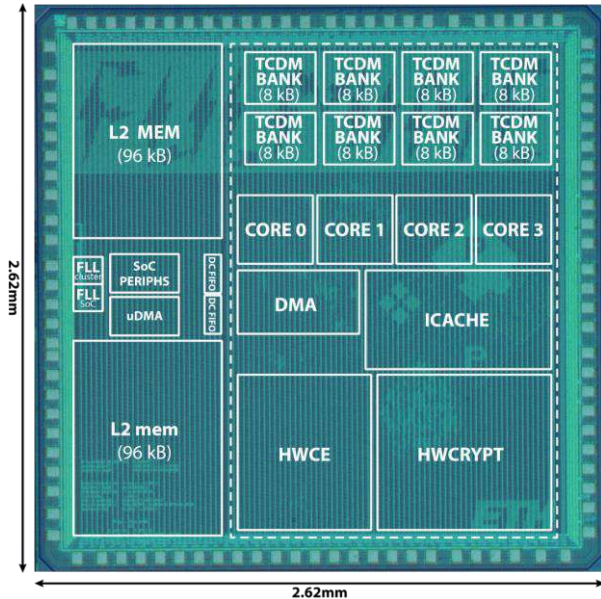 L2 MEM
(96 kB)
TCDM
BANK
(8 kB)
TCDM
BANK
(8 kB)
TCDM
BANK
(8 kB)
TCDM
BANK
(8 kB)
TCDM
BANK
(8 kB)
TCDM
BANK
(8 kB)
TCDM
BANK
(8 kB)
TCDM
BANK
(8 kB)
CORE 0
CORE 1
CORE 2
CORE 3
FLL
cluster
FLL
SoC
SoC
PERIPHS
uDMA
DC FIFO
DC FIFO
DMA
ICACHE
L2 mem
(96 kB)
HWCE
HWCRYPT
ETH
2.62mm
2.62mm